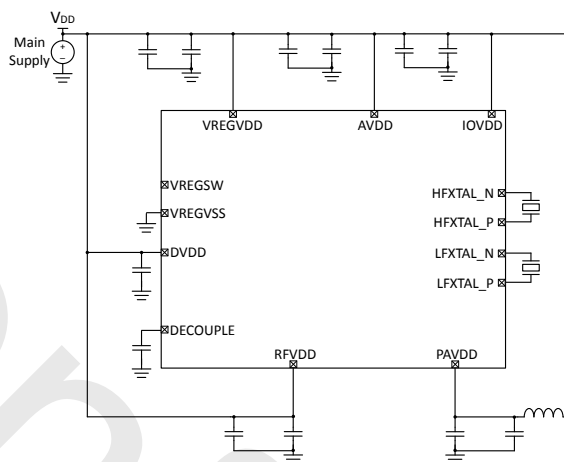 VDD
Main
Supply
VREGVDD
AVDD
IOVDD
VREGSW
HFXTAL_N
VREGVSS
HFXTAL_P
DVDD
LFXTAL_N
LFXTAL_P
DECOUPLE
RFVDD
PAVDD